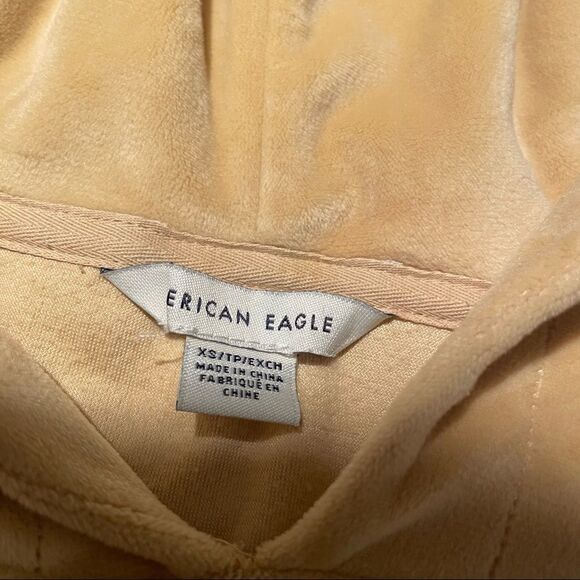 ERICAN EAGLE
XS/TP/EXCH
MADE IN CHINA
FABRIQUÉ EN
CHINE